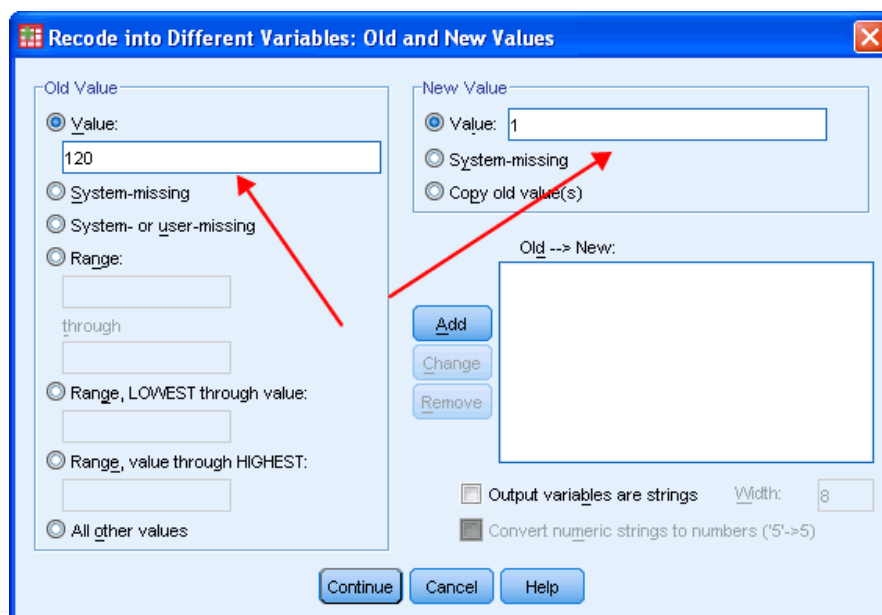 Recode into Different Variables: Old and New Values
Old Value
Value:
120
System-missing
System- or user-missing
Range:
through
Range, LOWEST through value:
Range, value through HIGHEST:
All other values
New Value
Value: 1
System-missing
Copy old value(s)
Old --> New:
Add
Change
Remove
Output variables are strings Width: 8
Convert numeric strings to numbers ('5'->5)
Continue Cancel Help